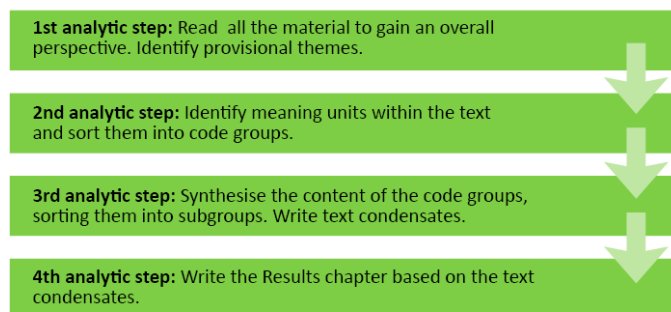 1st analytic step: Read  all the material to gain an overall
perspective. Identify provisional themes.
2nd analytic step: Identify meaning units within the text
and sort them into code groups.
3rd analytic step: Synthesise the content of the code groups,
sorting them into subgroups. Write text condensates.
4th analytic step: Write the Results chapter based on the text
condensates.